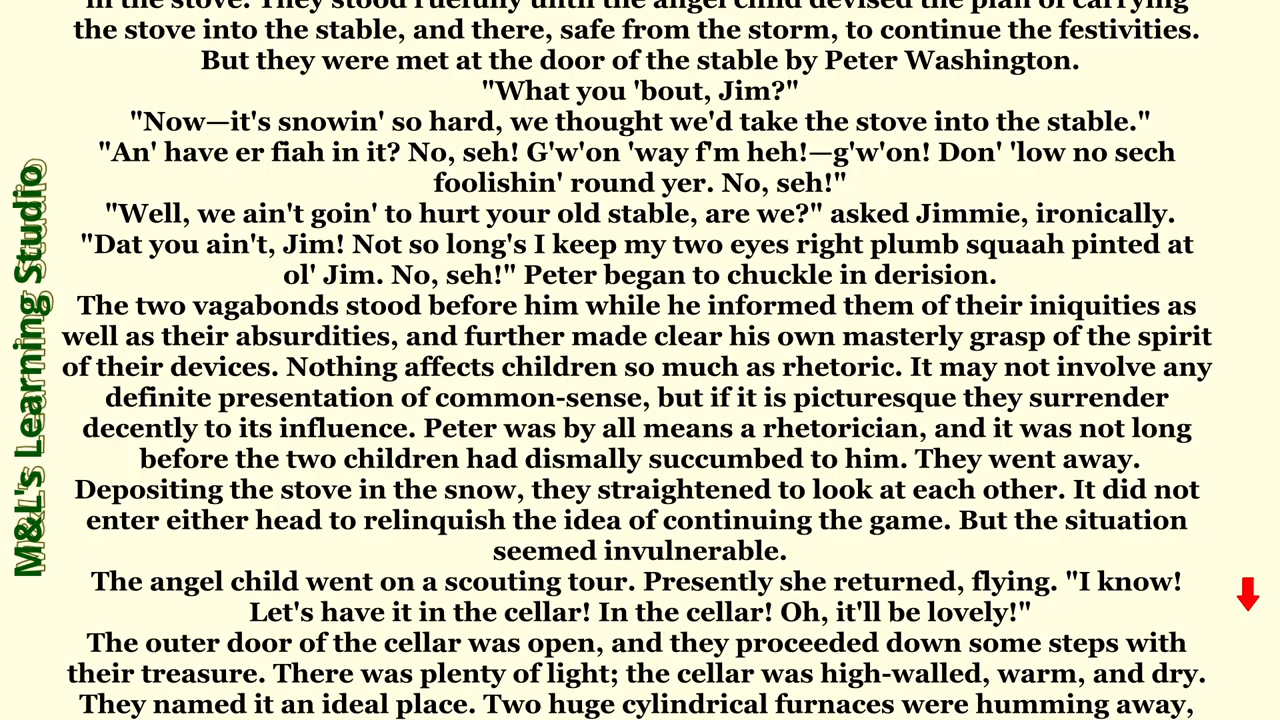 in the stove. They stood ruefully until the angel child devised the plan of carrying
the stove into the stable, and there, safe from the storm, to continue the festivities.
But they were met at the door of the stable by Peter Washington.
"What you 'bout, Jim?"
"Now—it's snowin' so hard, we thought we'd take the stove into the stable."
"An' have er fiah in it? No, seh! G'w'on 'way f'm heh!—g'w'on! Don' 'low no sech
foolishin' round yer. No, seh!"
"Well, we ain't goin' to hurt your old stable, are we?" asked Jimmie, ironically.
"Dat you ain't, Jim! Not so long's I keep my two eyes right plumb squaah pinted at
ol' Jim. No, seh!" Peter began to chuckle in derision.
The two vagabonds stood before him while he informed them of their iniquities as
well as their absurdities, and further made clear his own masterly grasp of the spirit
of their devices. Nothing affects children so much as rhetoric. It may not involve any
definite presentation of common-sense, but if it is picturesque they surrender
decently to its influence. Peter was by all means a rhetorician, and it was not long
before the two children had dismally succumbed to him. They went away.
Depositing the stove in the snow, they straightened to look at each other. It did not
enter either head to relinquish the idea of continuing the game. But the situation
seemed invulnerable.
The angel child went on a scouting tour. Presently she returned, flying. "I know!
Let's have it in the cellar! In the cellar! Oh, it'll be lovely!"
The outer door of the cellar was open, and they proceeded down some steps with
their treasure. There was plenty of light; the cellar was high-walled, warm, and dry.
They named it an ideal place. Two huge cylindrical furnaces were humming away,
M&L's Learning Studio